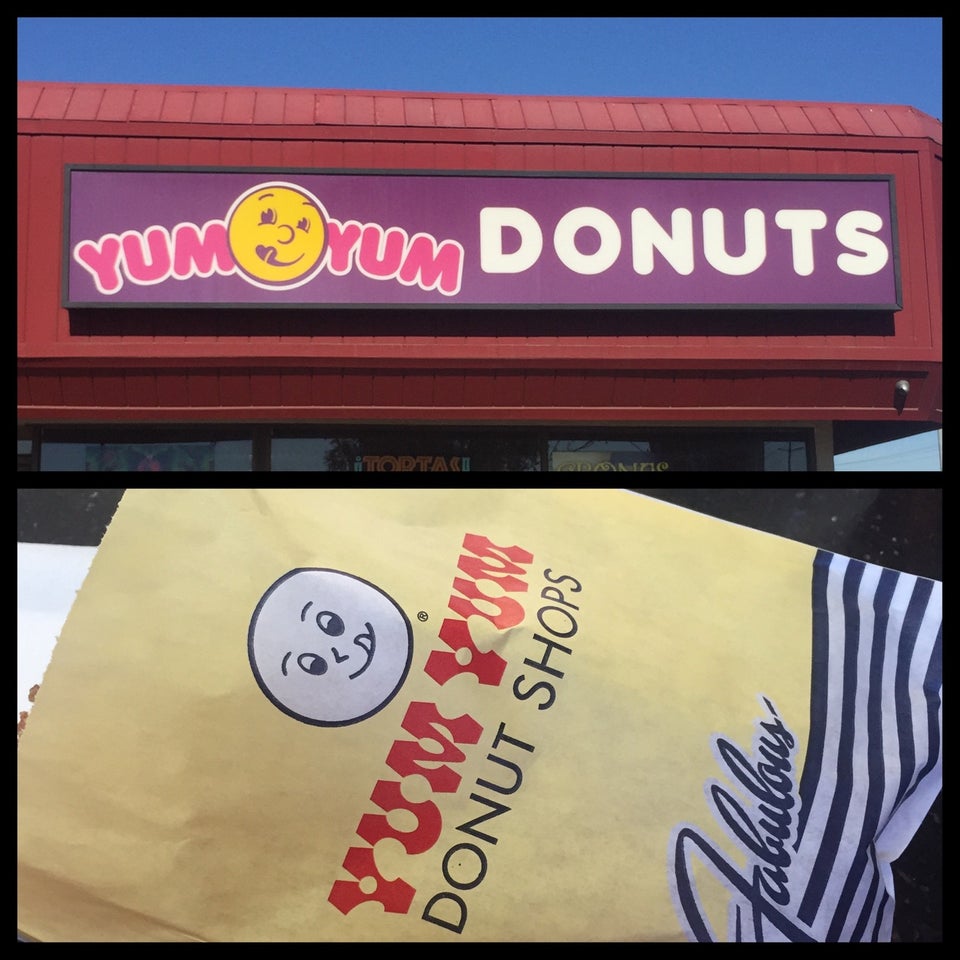 YUM YUM DONUTS
¡TORTAS!
YUM YUM ®
DONUT SHOPS
Fabulous